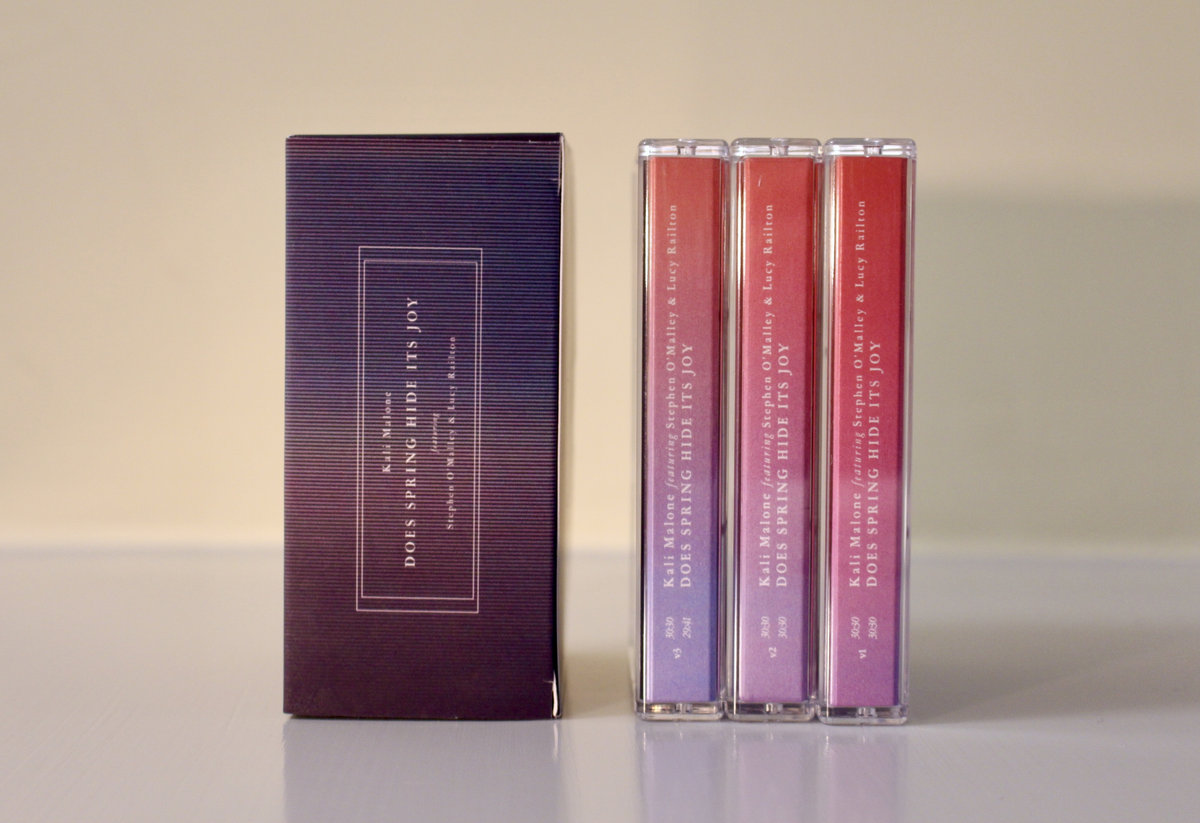 Kali Malone
DOES SPRING HIDE ITS JOY
featuring
Stephen O'Malley & Lucy Railton
v3 30:30 Kali Malone featuring Stephen O'Malley & Lucy Railton
29:41 DOES SPRING HIDE ITS JOY
v2 30:30 Kali Malone featuring Stephen O'Malley & Lucy Railton
30:30 DOES SPRING HIDE ITS JOY
v1 30:30 Kali Malone featuring Stephen O'Malley & Lucy Railton
30:30 DOES SPRING HIDE ITS JOY